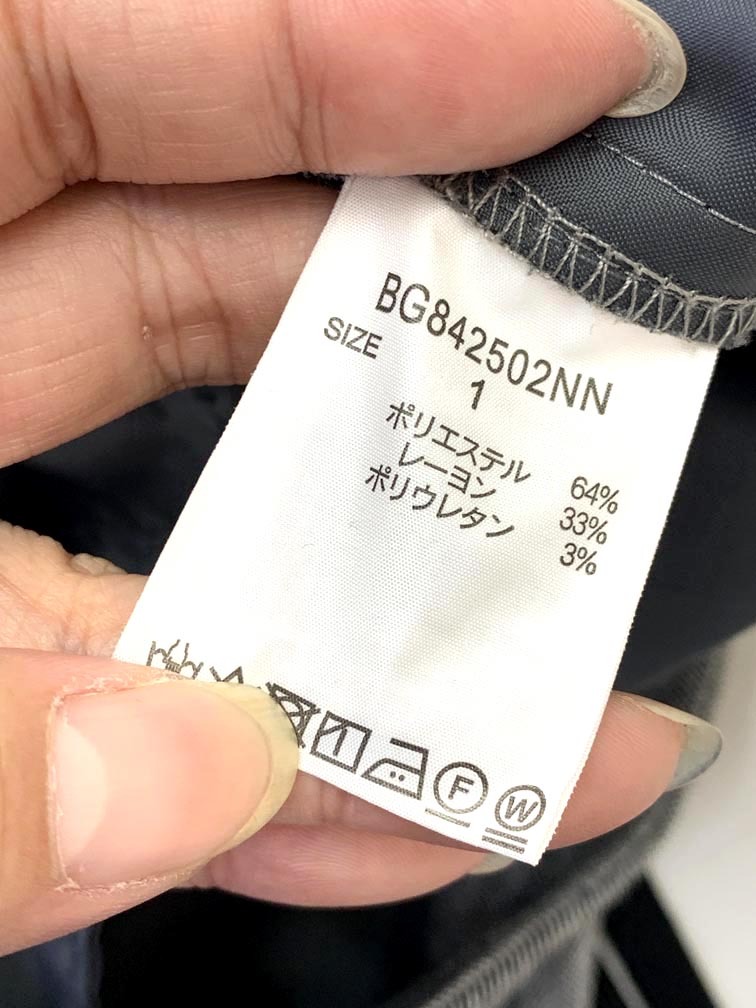 BG842502NN
SIZE 1
ポリエステル 64%
レーヨン 33%
ポリウレタン 3%
F W